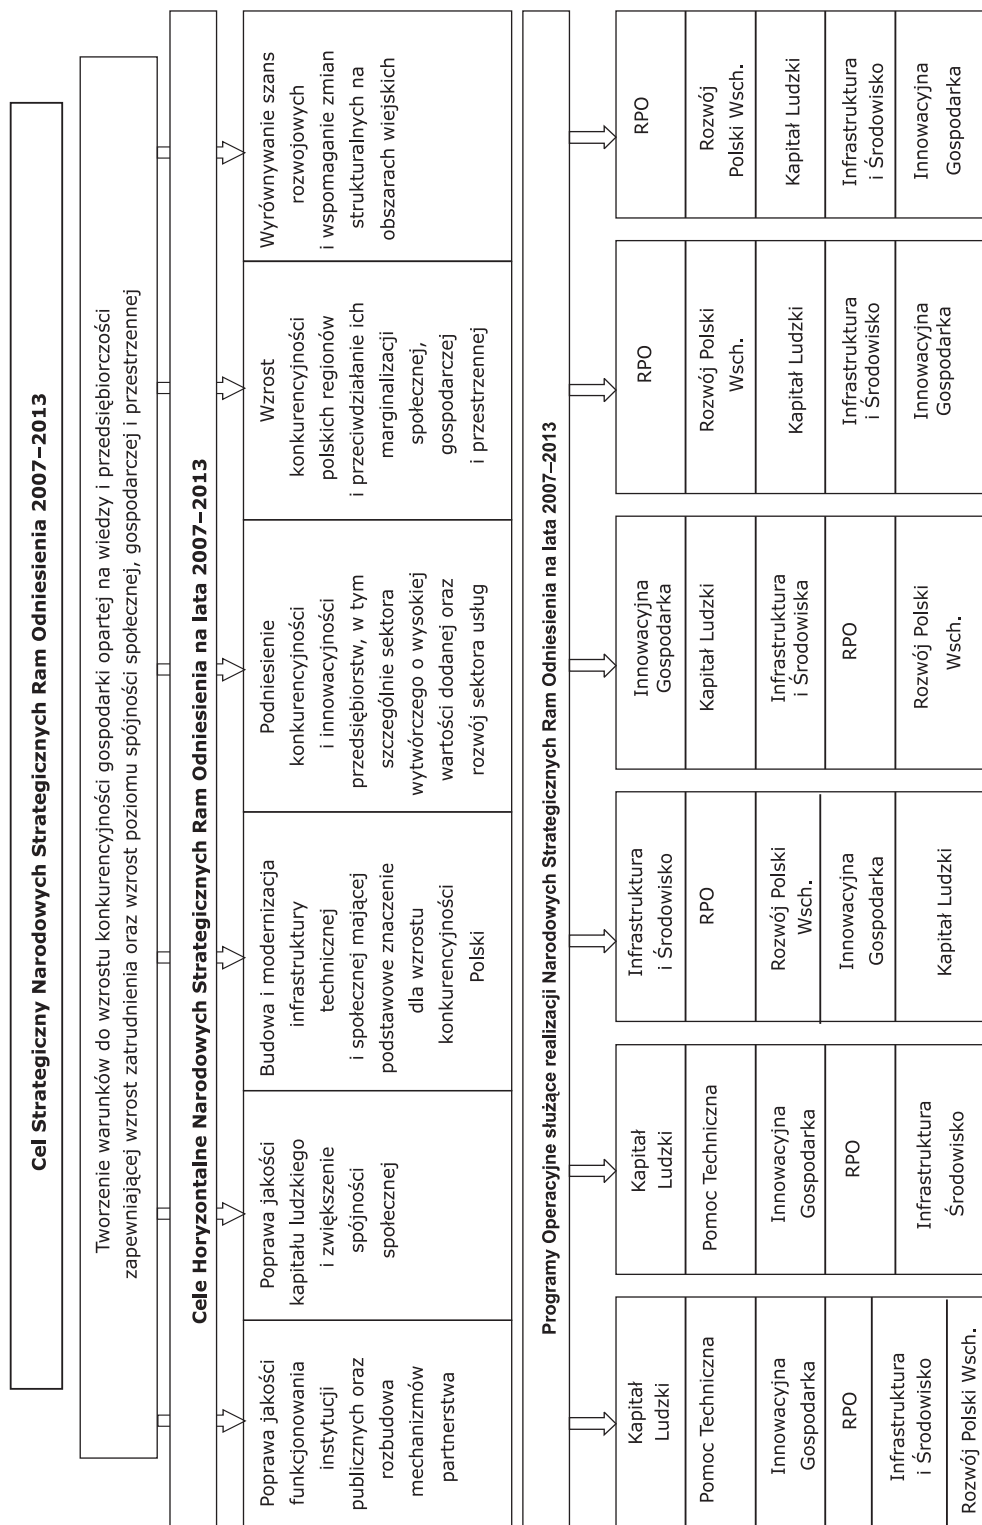 Cel Strategiczny Narodowych Strategicznych Ram Odniesienia 2007–2013
Tworzenie warunków do wzrostu konkurencyjności gospodarki opartej na wiedzy i przedsiębiorczości
zapewniającej wzrost zatrudnienia oraz wzrost poziomu spójności społecznej, gospodarczej i przestrzennej
Cele Horyzontalne Narodowych Strategicznych Ram Odniesienia na lata 2007–2013
Poprawa jakości
funkcjonowania
instytucji
publicznych oraz
rozbudowa
mechanizmów
partnerstwa
Poprawa jakości
kapitału ludzkiego
i zwiększenie
spójności
społecznej
Budowa i modernizacja
infrastruktury
technicznej
i społecznej mającej
podstawowe znaczenie
dla wzrostu
konkurencyjności
Polski
Podniesienie
konkurencyjności
i innowacyjności
przedsiębiorstw, w tym
szczególnie sektora
wytwórczego o wysokiej
wartości dodanej oraz
rozwój sektora usług
Wzrost
konkurencyjności
polskich regionów
i przeciwdziałanie ich
marginalizacji
społecznej,
gospodarczej
i przestrzennej
Wyrównywanie szans
rozwojowych
i wspomaganie zmian
strukturalnych na
obszarach wiejskich
Programy Operacyjne służące realizacji Narodowych Strategicznych Ram Odniesienia na lata 2007–2013
Kapitał
Ludzki
Pomoc Techniczna
Innowacyjna
Gospodarka
RPO
Infrastruktura
i Środowisko
Rozwój Polski Wsch.
Kapitał
Ludzki
Pomoc Techniczna
Innowacyjna
Gospodarka
RPO
Infrastruktura
Środowisko
Infrastruktura
i Środowisko
RPO
Rozwój Polski
Wsch.
Innowacyjna
Gospodarka
Kapitał Ludzki
Innowacyjna
Gospodarka
Kapitał Ludzki
Infrastruktura
i Środowiska
RPO
Rozwój Polski
Wsch.
RPO
Rozwój Polski
Wsch.
Kapitał Ludzki
Infrastruktura
i Środowisko
Innowacyjna
Gospodarka
RPO
Rozwój
Polski Wsch.
Kapitał Ludzki
Infrastruktura
i Środowisko
Innowacyjna
Gospodarka